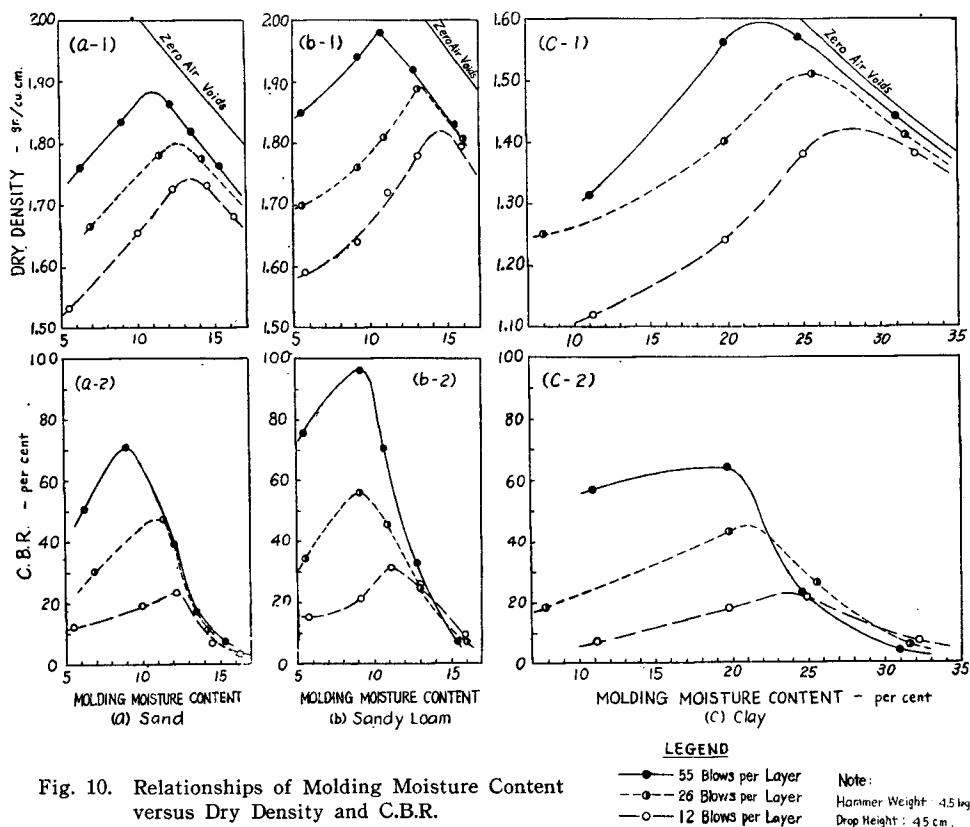 (a-1)
Zero Air Voids
(b-1)
Zero Air Voids
(C-1)
Zero Air Voids
DRY DENSITY - gr/cu.cm.
2.00
1.90
1.80
1.70
1.60
1.50
5 10 15
2.00
1.90
1.80
1.70
1.60
1.50
5 10 15
1.60
1.50
1.40
1.30
1.20
1.10
10 15 20 25 30 35
(a-2)
(b-2)
(C-2)
C.B.R. - per cent
100
80
60
40
20
0
5 10 15
100
80
60
40
20
0
5 10 15
100
80
60
40
20
0
10 15 20 25 30 35
MOLDING MOISTURE CONTENT
(a) Sand
MOLDING MOISTURE CONTENT
(b) Sandy Loam
MOLDING MOISTURE CONTENT - per cent
(C) Clay
LEGEND
55 Blows per Layer
26 Blows per Layer
12 Blows per Layer
Note:
Hammer Weight : 4.5 kg
Drop Height : 45 cm.
Fig. 10. Relationships of Molding Moisture Content
versus Dry Density and C.B.R.